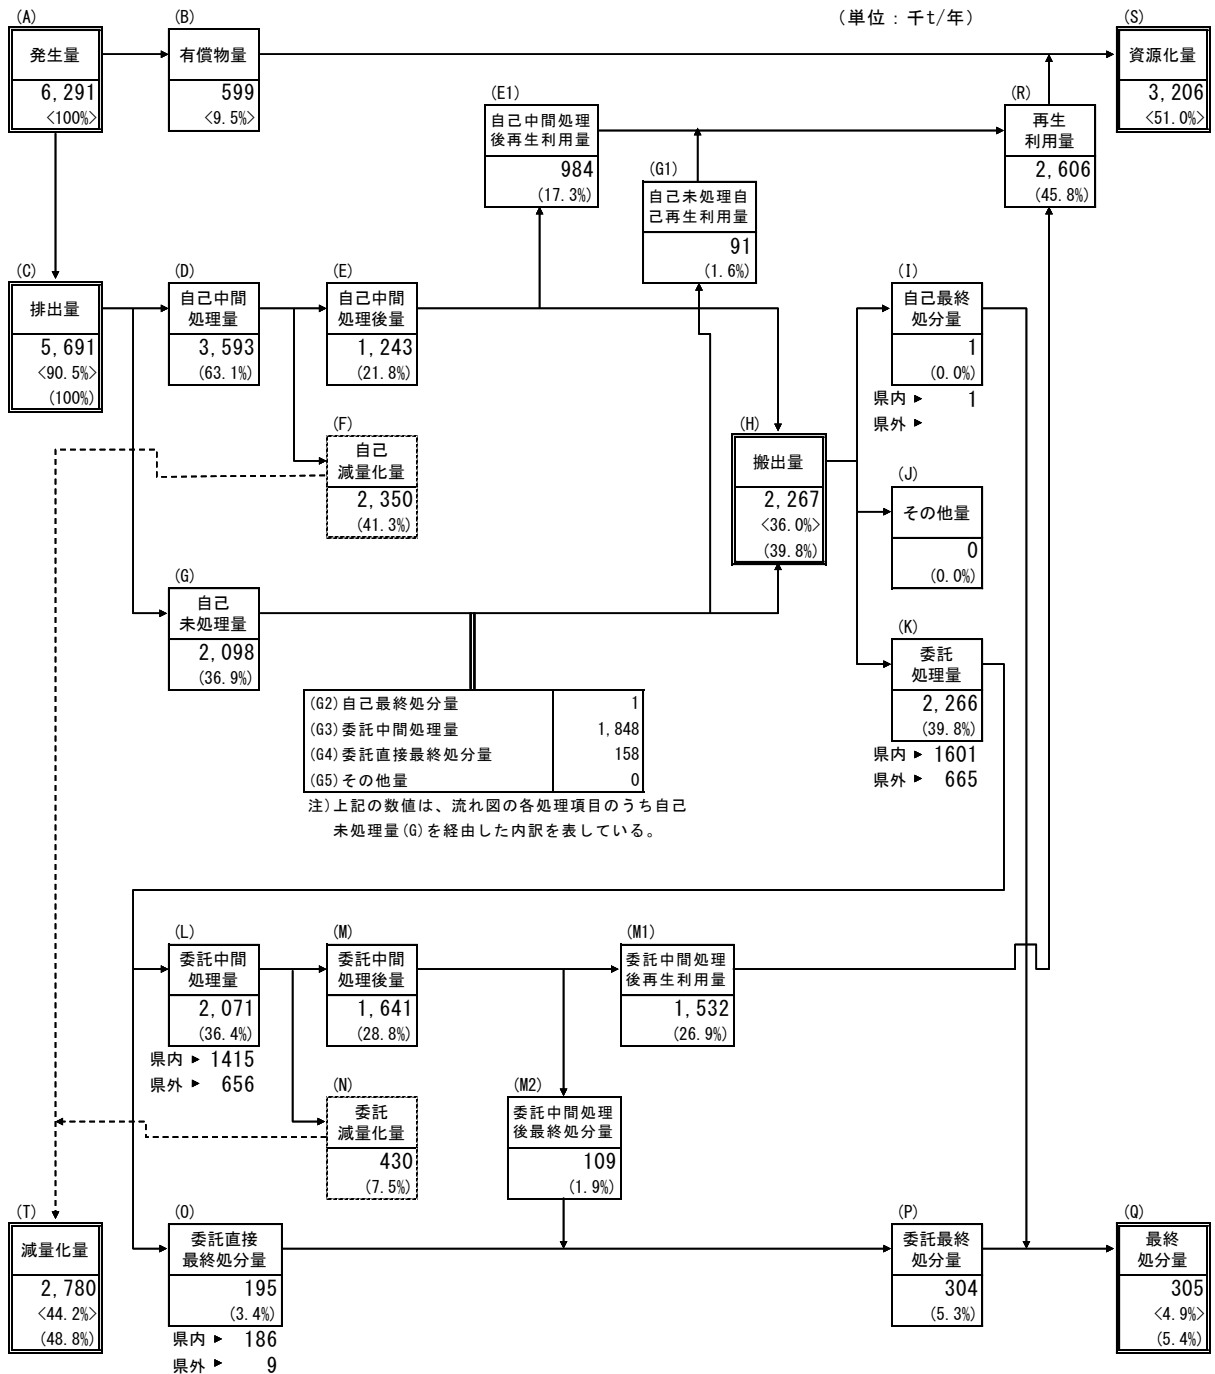 (単位：千t/年)
(A)
発生量
6,291
<100%>
(B)
有償物量
599
<9.5%>
(S)
資源化量
3,206
<51.0%>
(E1)
自己中間処理
後再生利用量
984
(17.3%)
(R)
再生
利用量
2,606
(45.8%)
(G1)
自己未処理自
己再生利用量
91
(1.6%)
(C)
排出量
5,691
<90.5%>
(100%)
(D)
自己中間
処理量
3,593
(63.1%)
(E)
自己中間
処理後量
1,243
(21.8%)
(I)
自己最終
処分量
1
(0.0%)
県内 ▶ 1
県外 ▶
(F)
自己
減量化量
2,350
(41.3%)
(H)
搬出量
2,267
<36.0%>
(39.8%)
(J)
その他量
0
(0.0%)
(G)
自己
未処理量
2,098
(36.9%)
(K)
委託
処理量
2,266
(39.8%)
県内 ▶ 1601
県外 ▶ 665
(G2)自己最終処分量 1
(G3)委託中間処理量 1,848
(G4)委託直接最終処分量 158
(G5)その他量 0
注)上記の数値は、流れ図の各処理項目のうち自己
未処理量(G)を経由した内訳を表している。
(L)
委託中間
処理量
2,071
(36.4%)
県内 ▶ 1415
県外 ▶ 656
(M)
委託中間
処理後量
1,641
(28.8%)
(M1)
委託中間処理
後再生利用量
1,532
(26.9%)
(N)
委託
減量化量
430
(7.5%)
(M2)
委託中間処理
後最終処分量
109
(1.9%)
(T)
減量化量
2,780
<44.2%>
(48.8%)
(O)
委託直接
最終処分量
195
(3.4%)
県内 ▶ 186
県外 ▶ 9
(P)
委託最終
処分量
304
(5.3%)
(Q)
最終
処分量
305
<4.9%>
(5.4%)